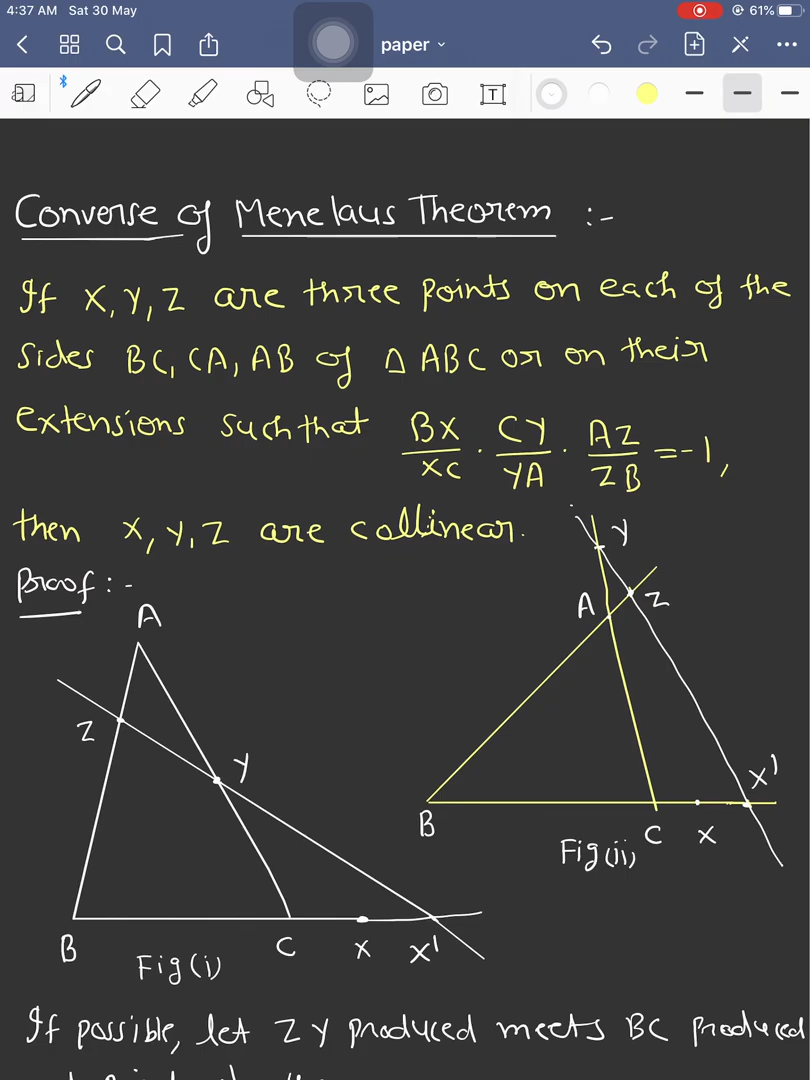 4:37 AM Sat 30 May
61%
paper
Converse of Menelaus Theorem :-
If X, Y, Z are three points on each of the
sides BC, CA, AB of Δ ABC or on their
extensions such that BX/XC · CY/YA · AZ/ZB = -1,
then X, Y, Z are collinear.
Proof :-
Y
A
Z
X'
B
C
X
Fig(ii)
A
Z
Y
B
C
X
X'
Fig(i)
If possible, let ZY produced meets BC produced